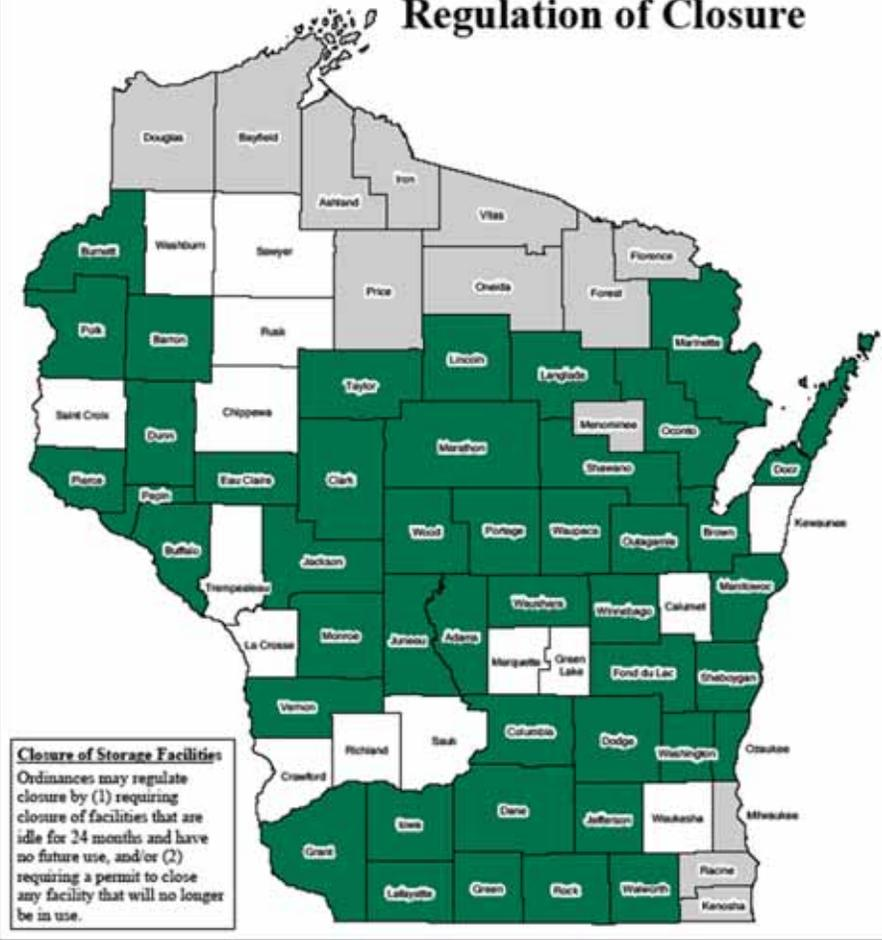 Regulation of Closure
Douglas
Bayfield
Iron
Ashland
Vilas
Florence
Burnett
Washburn
Sawyer
Price
Oneida
Forest
Polk
Barron
Rusk
Marinette
Lincoln
Taylor
Langlade
Saint Croix
Chippewa
Menominee
Oconto
Dunn
Marathon
Shawano
Door
Pierce
Pepin
Eau Claire
Clark
Buffalo
Wood
Portage
Waupaca
Outagamie
Brown
Kewaunee
Jackson
Trempealeau
Manitowoc
Waushara
Winnebago
Calumet
La Crosse
Monroe
Juneau
Adams
Marquette
Green
Lake
Fond du Lac
Sheboygan
Vernon
Richland
Sauk
Columbia
Dodge
Washington
Ozaukee
Crawford
Grant
Iowa
Dane
Jefferson
Waukesha
Milwaukee
Lafayette
Green
Rock
Walworth
Racine
Kenosha
Closure of Storage Facilities
Ordinances may regulate
closure by (1) requiring
closure of facilities that are
idle for 24 months and have
no future use, and/or (2)
requiring a permit to close
any facility that will no longer
be in use.